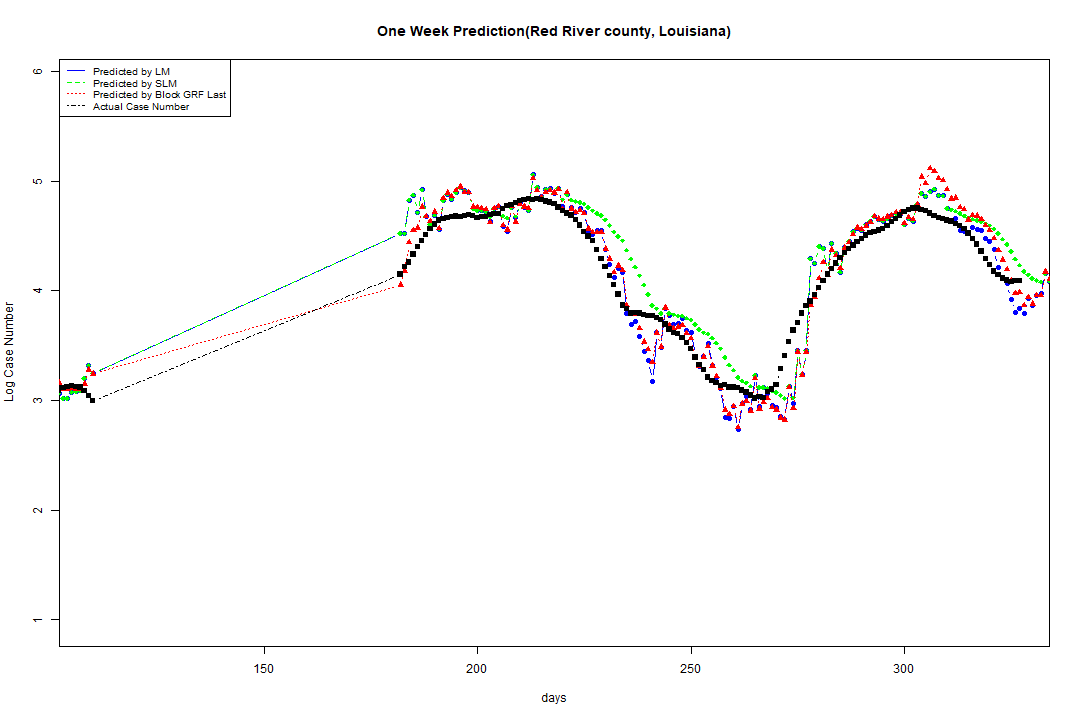 One Week Prediction(Red River county, Louisiana)
6
Predicted by LM
Predicted by SLM
Predicted by Block GRF Last
Actual Case Number
5
4
3
2
1
Log Case Number
150
200
250
300
days